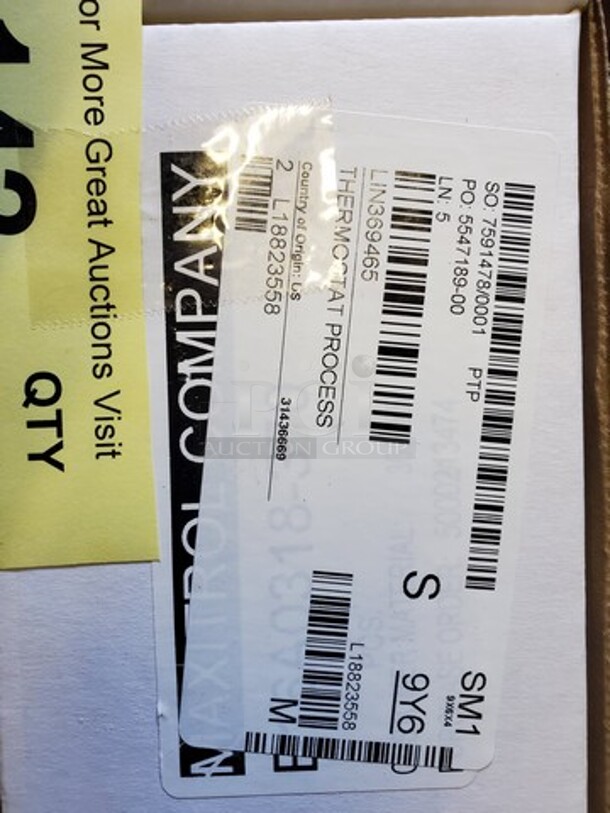 or More Great Auctions Visit
QTY
SO: 7591478/0001 PTP
PO: 5547189-00
LN: 5
SM1
9X6X4
S 9Y6
LIN369465
THERMOSTAT PROCESS
L18823558
Country of Origin: Us
31436669
2 L18823558
M
MAXITROL COMPANY
PCI
AUCTION GROUP